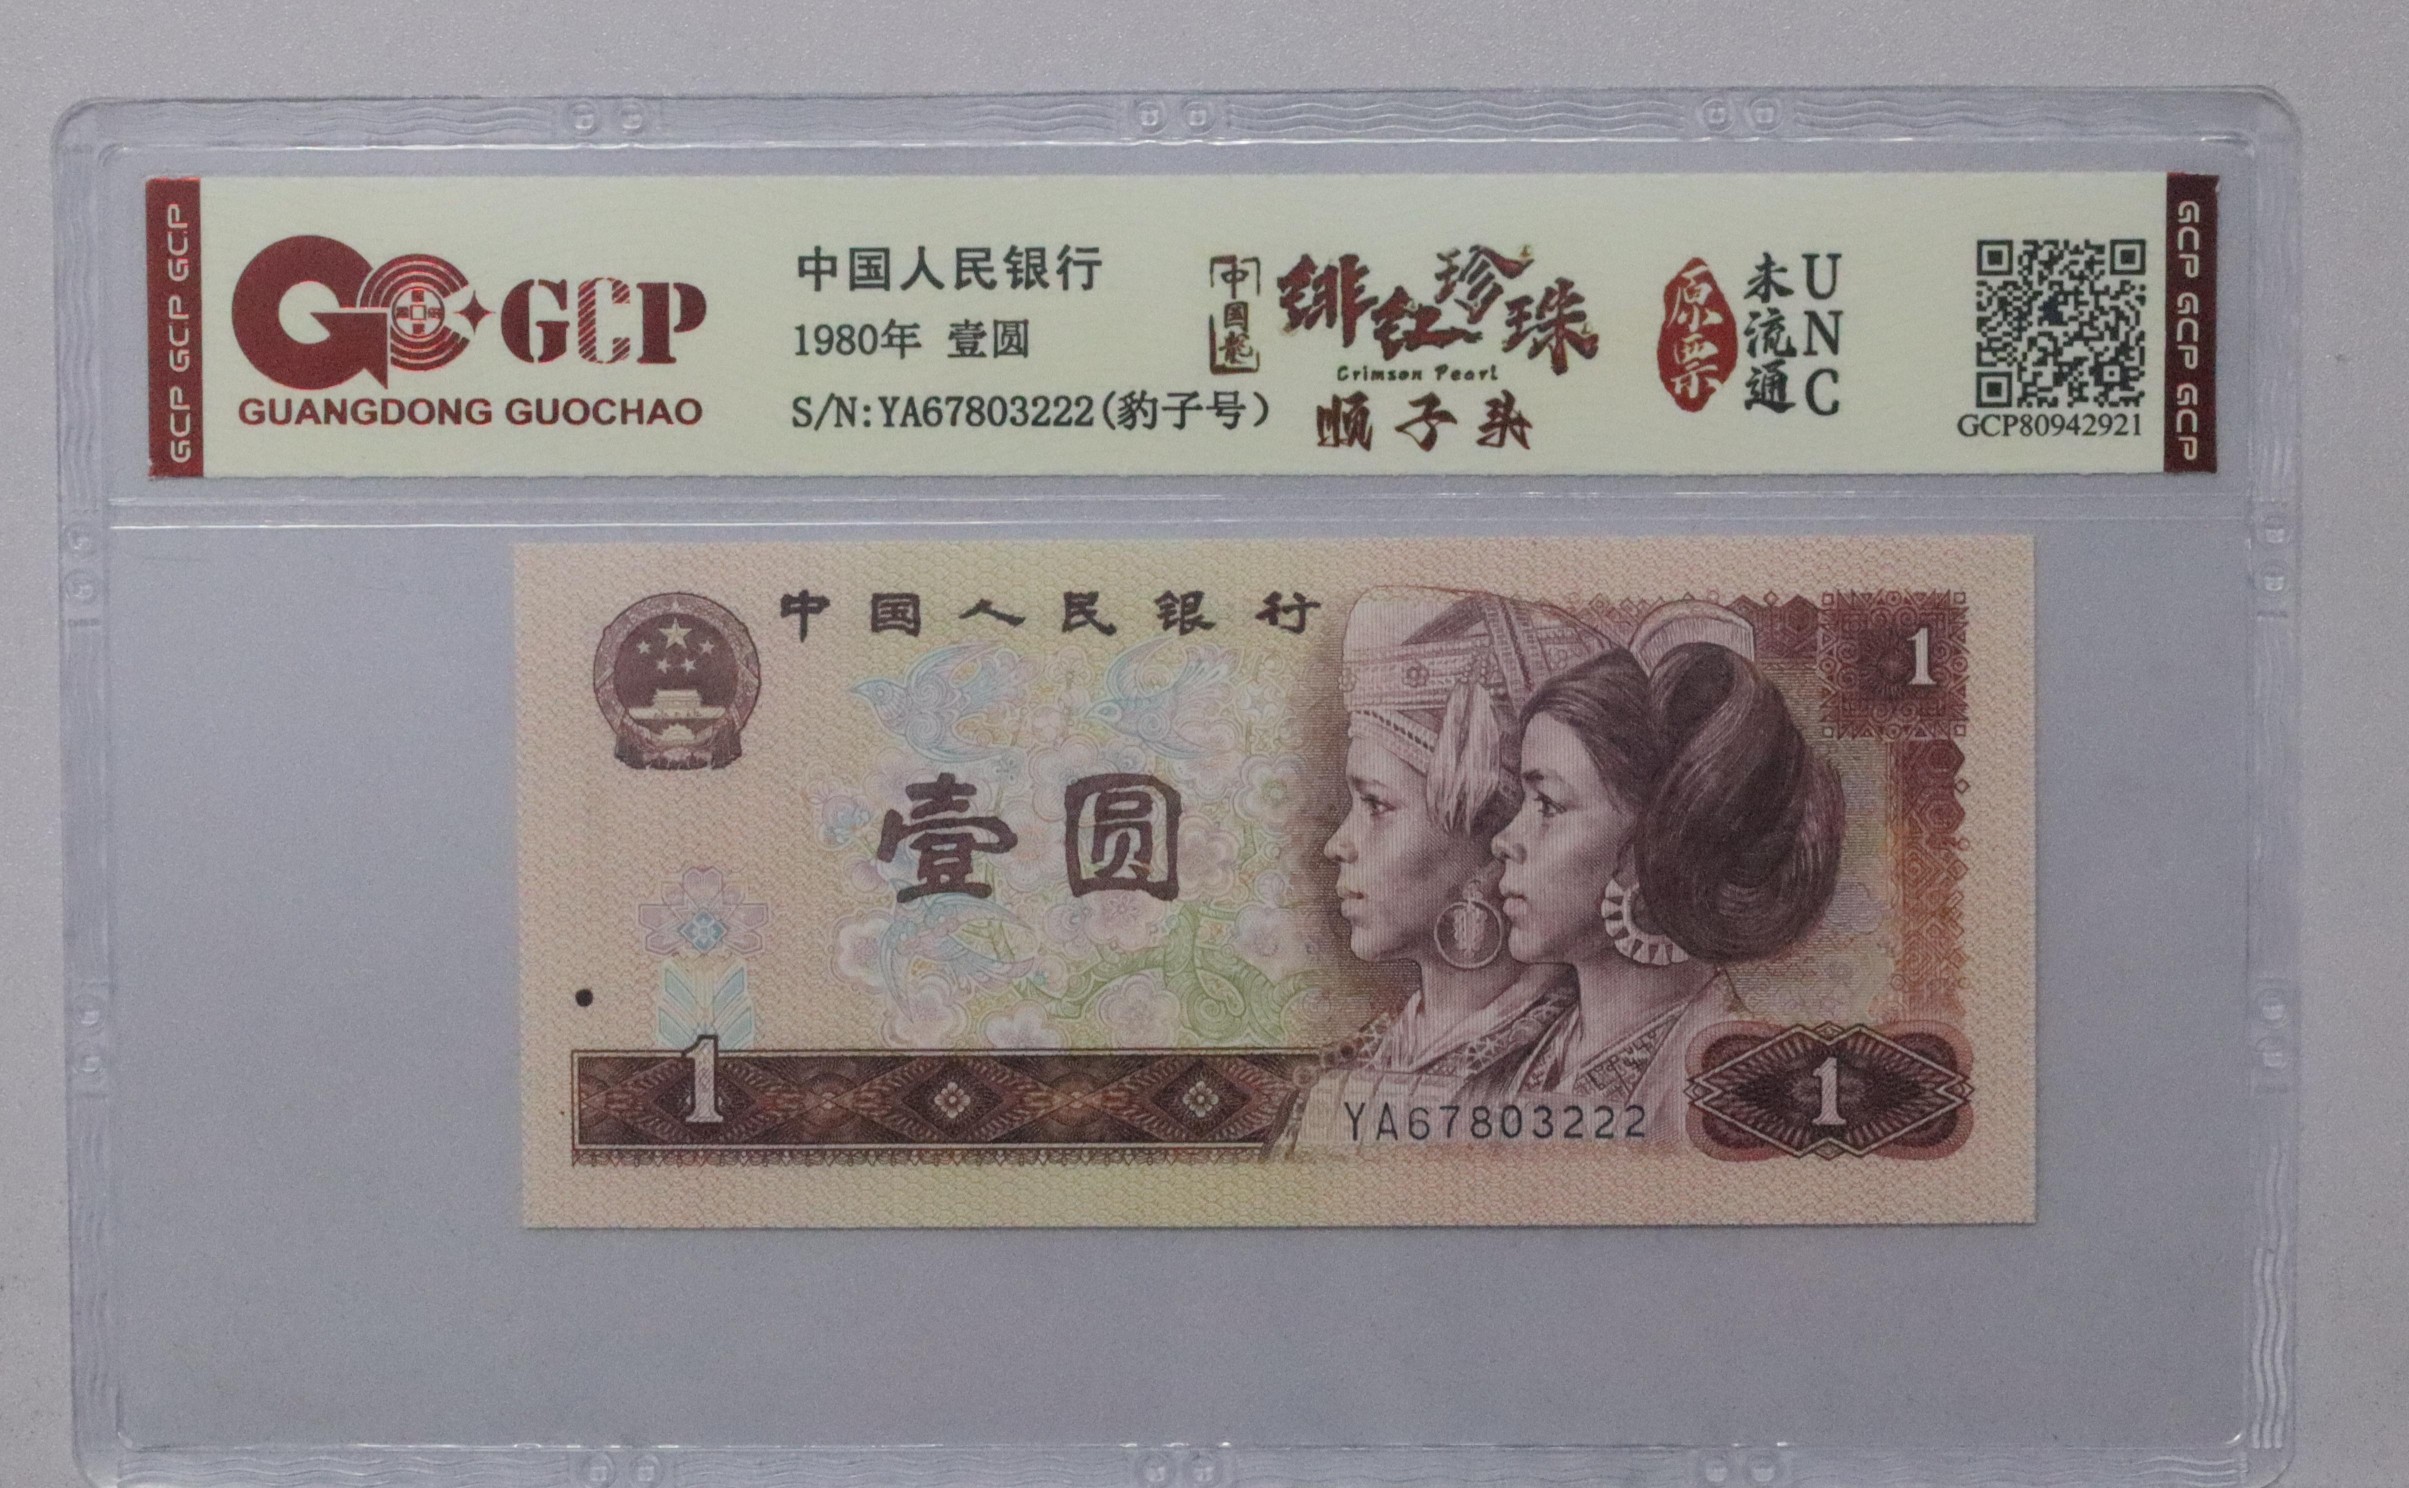 GCP GCP GCP
GCP
GUANGDONG GUOCHAO
中国人民银行
1980年 壹圆
S/N:YA67803222(豹子号)
中国龙
绯红珍珠
Crimson Pearl
顺子头
原票
未流通
UNC
GCP80942921
GCP GCP GCP
中国人民银行
1
壹圆
1
YA67803222
1